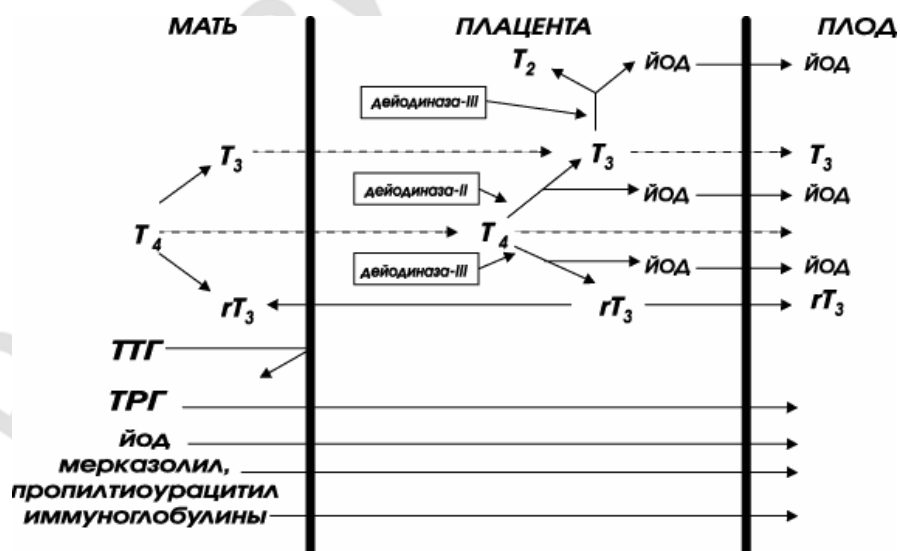 МАТЬ ПЛАЦЕНТА ПЛОД
T2 ЙОД ЙОД
дейодиназа-III
T3 T3 T3
дейодиназа-II ЙОД ЙОД
T4 T4
дейодиназа-III ЙОД ЙОД
rT3 rT3 rT3
ТТГ
ТРГ
ЙОД
мерказолил,
пропилтиоурацитил
иммуноглобулины